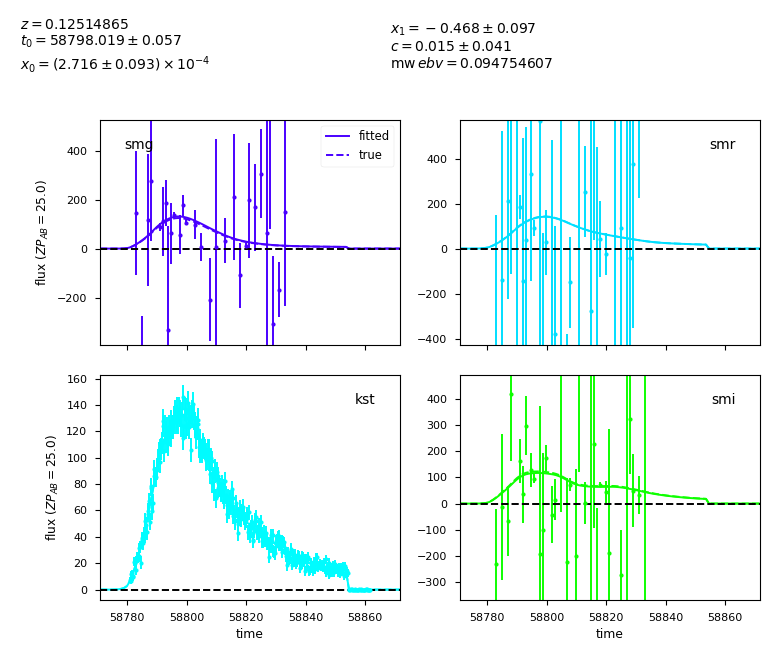 z = 0.12514865
t₀ = 58798.019 ± 0.057
x₀ = (2.716 ± 0.093) × 10⁻⁴
x₁ = −0.468 ± 0.097
c = 0.015 ± 0.041
mw ebv = 0.094754607
smg
fitted
true
400
200
0
−200
flux (ZP_AB = 25.0)
smr
400
200
0
−200
−400
kst
160
140
120
100
80
60
40
20
0
flux (ZP_AB = 25.0)
58780 58800 58820 58840 58860
time
smi
400
300
200
100
0
−100
−200
−300
58780 58800 58820 58840 58860
time